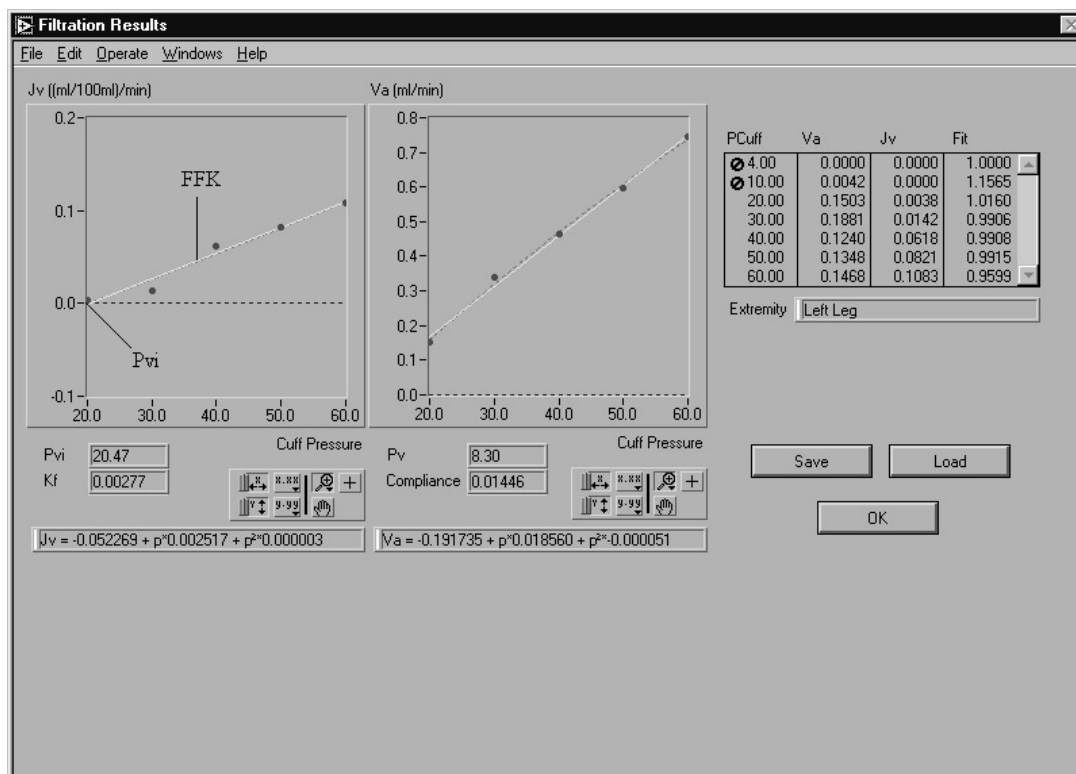 Filtration Results
File Edit Operate Windows Help
Jv ((ml/100ml)/min)
0.2
0.1
0.0
-0.1
20.0 30.0 40.0 50.0 60.0
FFK
Pvi
Cuff Pressure
Pvi 20.47
Kf 0.00277
x.xx
y.yy
Jv = -0.052269 + p*0.002517 + p²*0.000003
Va (ml/min)
0.8
0.7
0.6
0.5
0.4
0.3
0.2
0.1
0.0
20.0 30.0 40.0 50.0 60.0
Cuff Pressure
Pv 8.30
Compliance 0.01446
x.xx
y.yy
Va = -0.191735 + p*0.018560 + p²*-0.000051
PCuff Va Jv Fit
4.00 0.0000 0.0000 1.0000
10.00 0.0042 0.0000 1.1565
20.00 0.1503 0.0038 1.0160
30.00 0.1881 0.0142 0.9906
40.00 0.1240 0.0618 0.9908
50.00 0.1348 0.0821 0.9915
60.00 0.1468 0.1083 0.9599
Extremity Left Leg
Save Load
OK